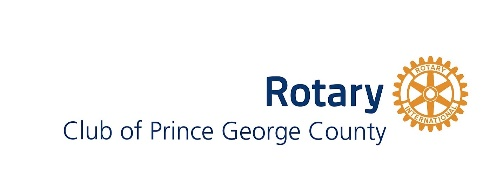 Rotary
Club of Prince George County
ROTARY
INTERNATIONAL